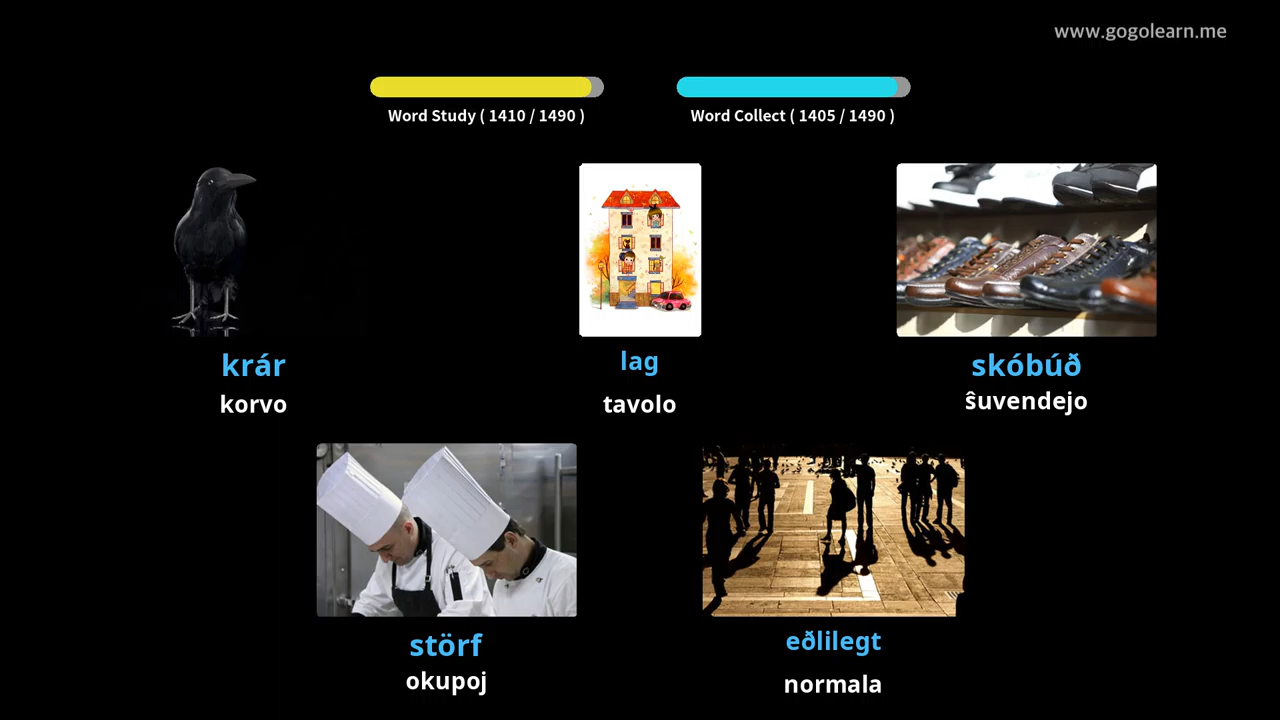 www.gogolearn.me
Word Study ( 1410 / 1490 )
Word Collect ( 1405 / 1490 )
krár
korvo
lag
tavolo
skóbúð
ŝuvendejo
störf
okupoj
eðlilegt
normala